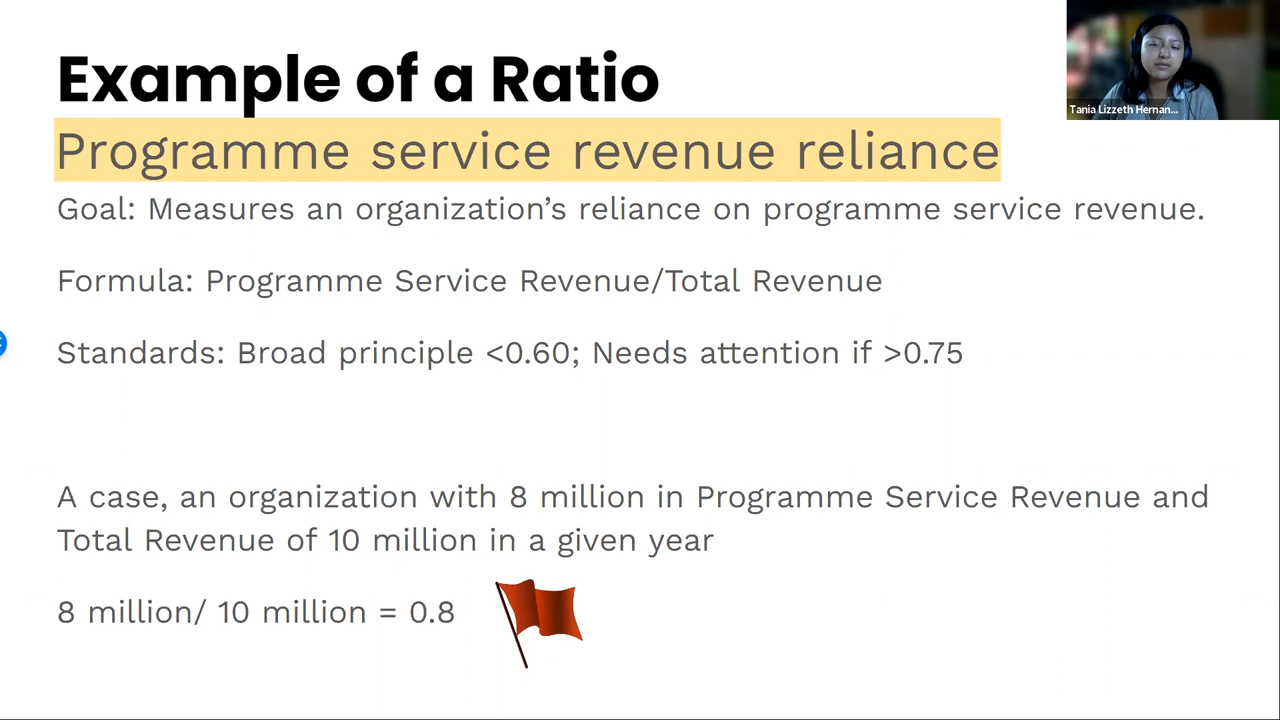 Example of a Ratio
Programme service revenue reliance
Goal: Measures an organization’s reliance on programme service revenue.
Formula: Programme Service Revenue/Total Revenue
Standards: Broad principle <0.60; Needs attention if >0.75
A case, an organization with 8 million in Programme Service Revenue and
Total Revenue of 10 million in a given year
8 million/ 10 million = 0.8
Tania Lizzeth Hernan...